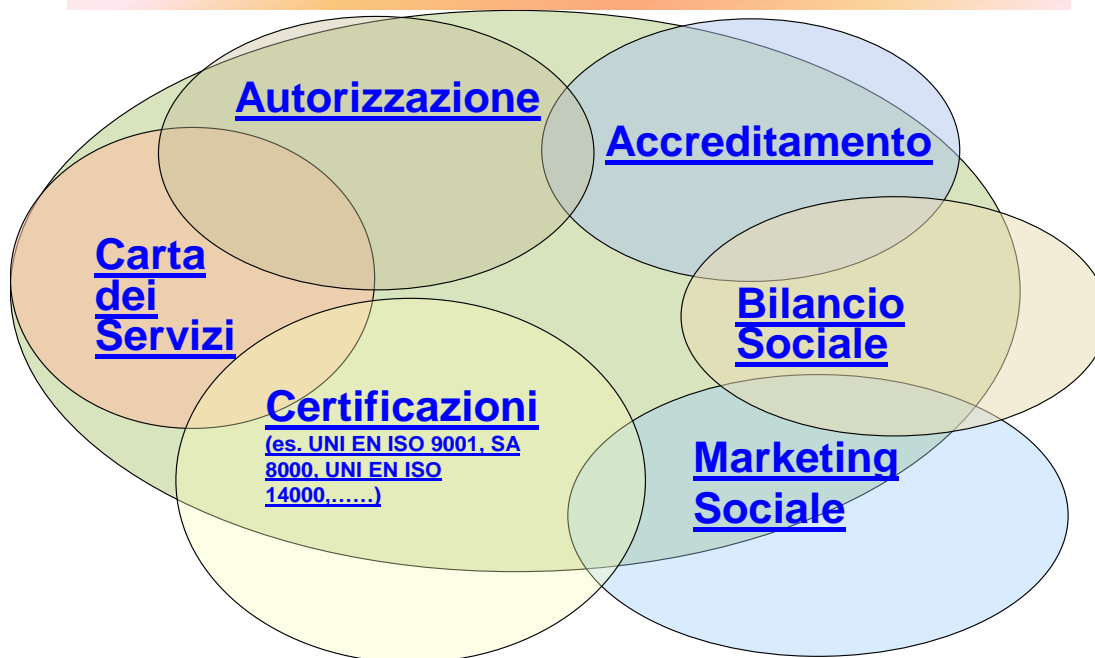 Autorizzazione
Accreditamento
Carta
dei
Servizi
Bilancio
Sociale
Certificazioni
(es. UNI EN ISO 9001, SA
8000, UNI EN ISO
14000,……)
Marketing
Sociale